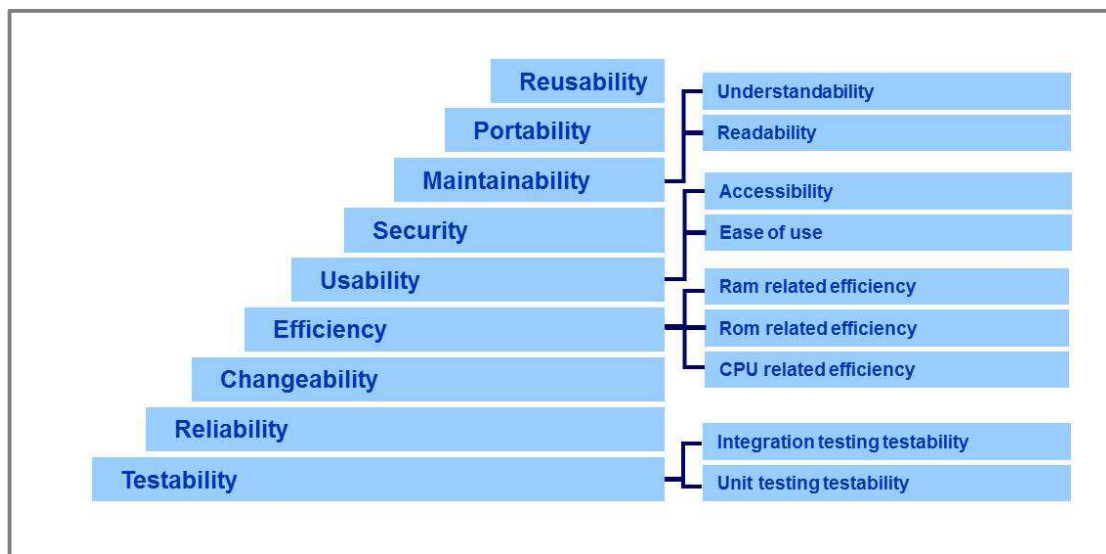 Reusability
Portability
Maintainability
Security
Usability
Efficiency
Changeability
Reliability
Testability
Understandability
Readability
Accessibility
Ease of use
Ram related efficiency
Rom related efficiency
CPU related efficiency
Integration testing testability
Unit testing testability